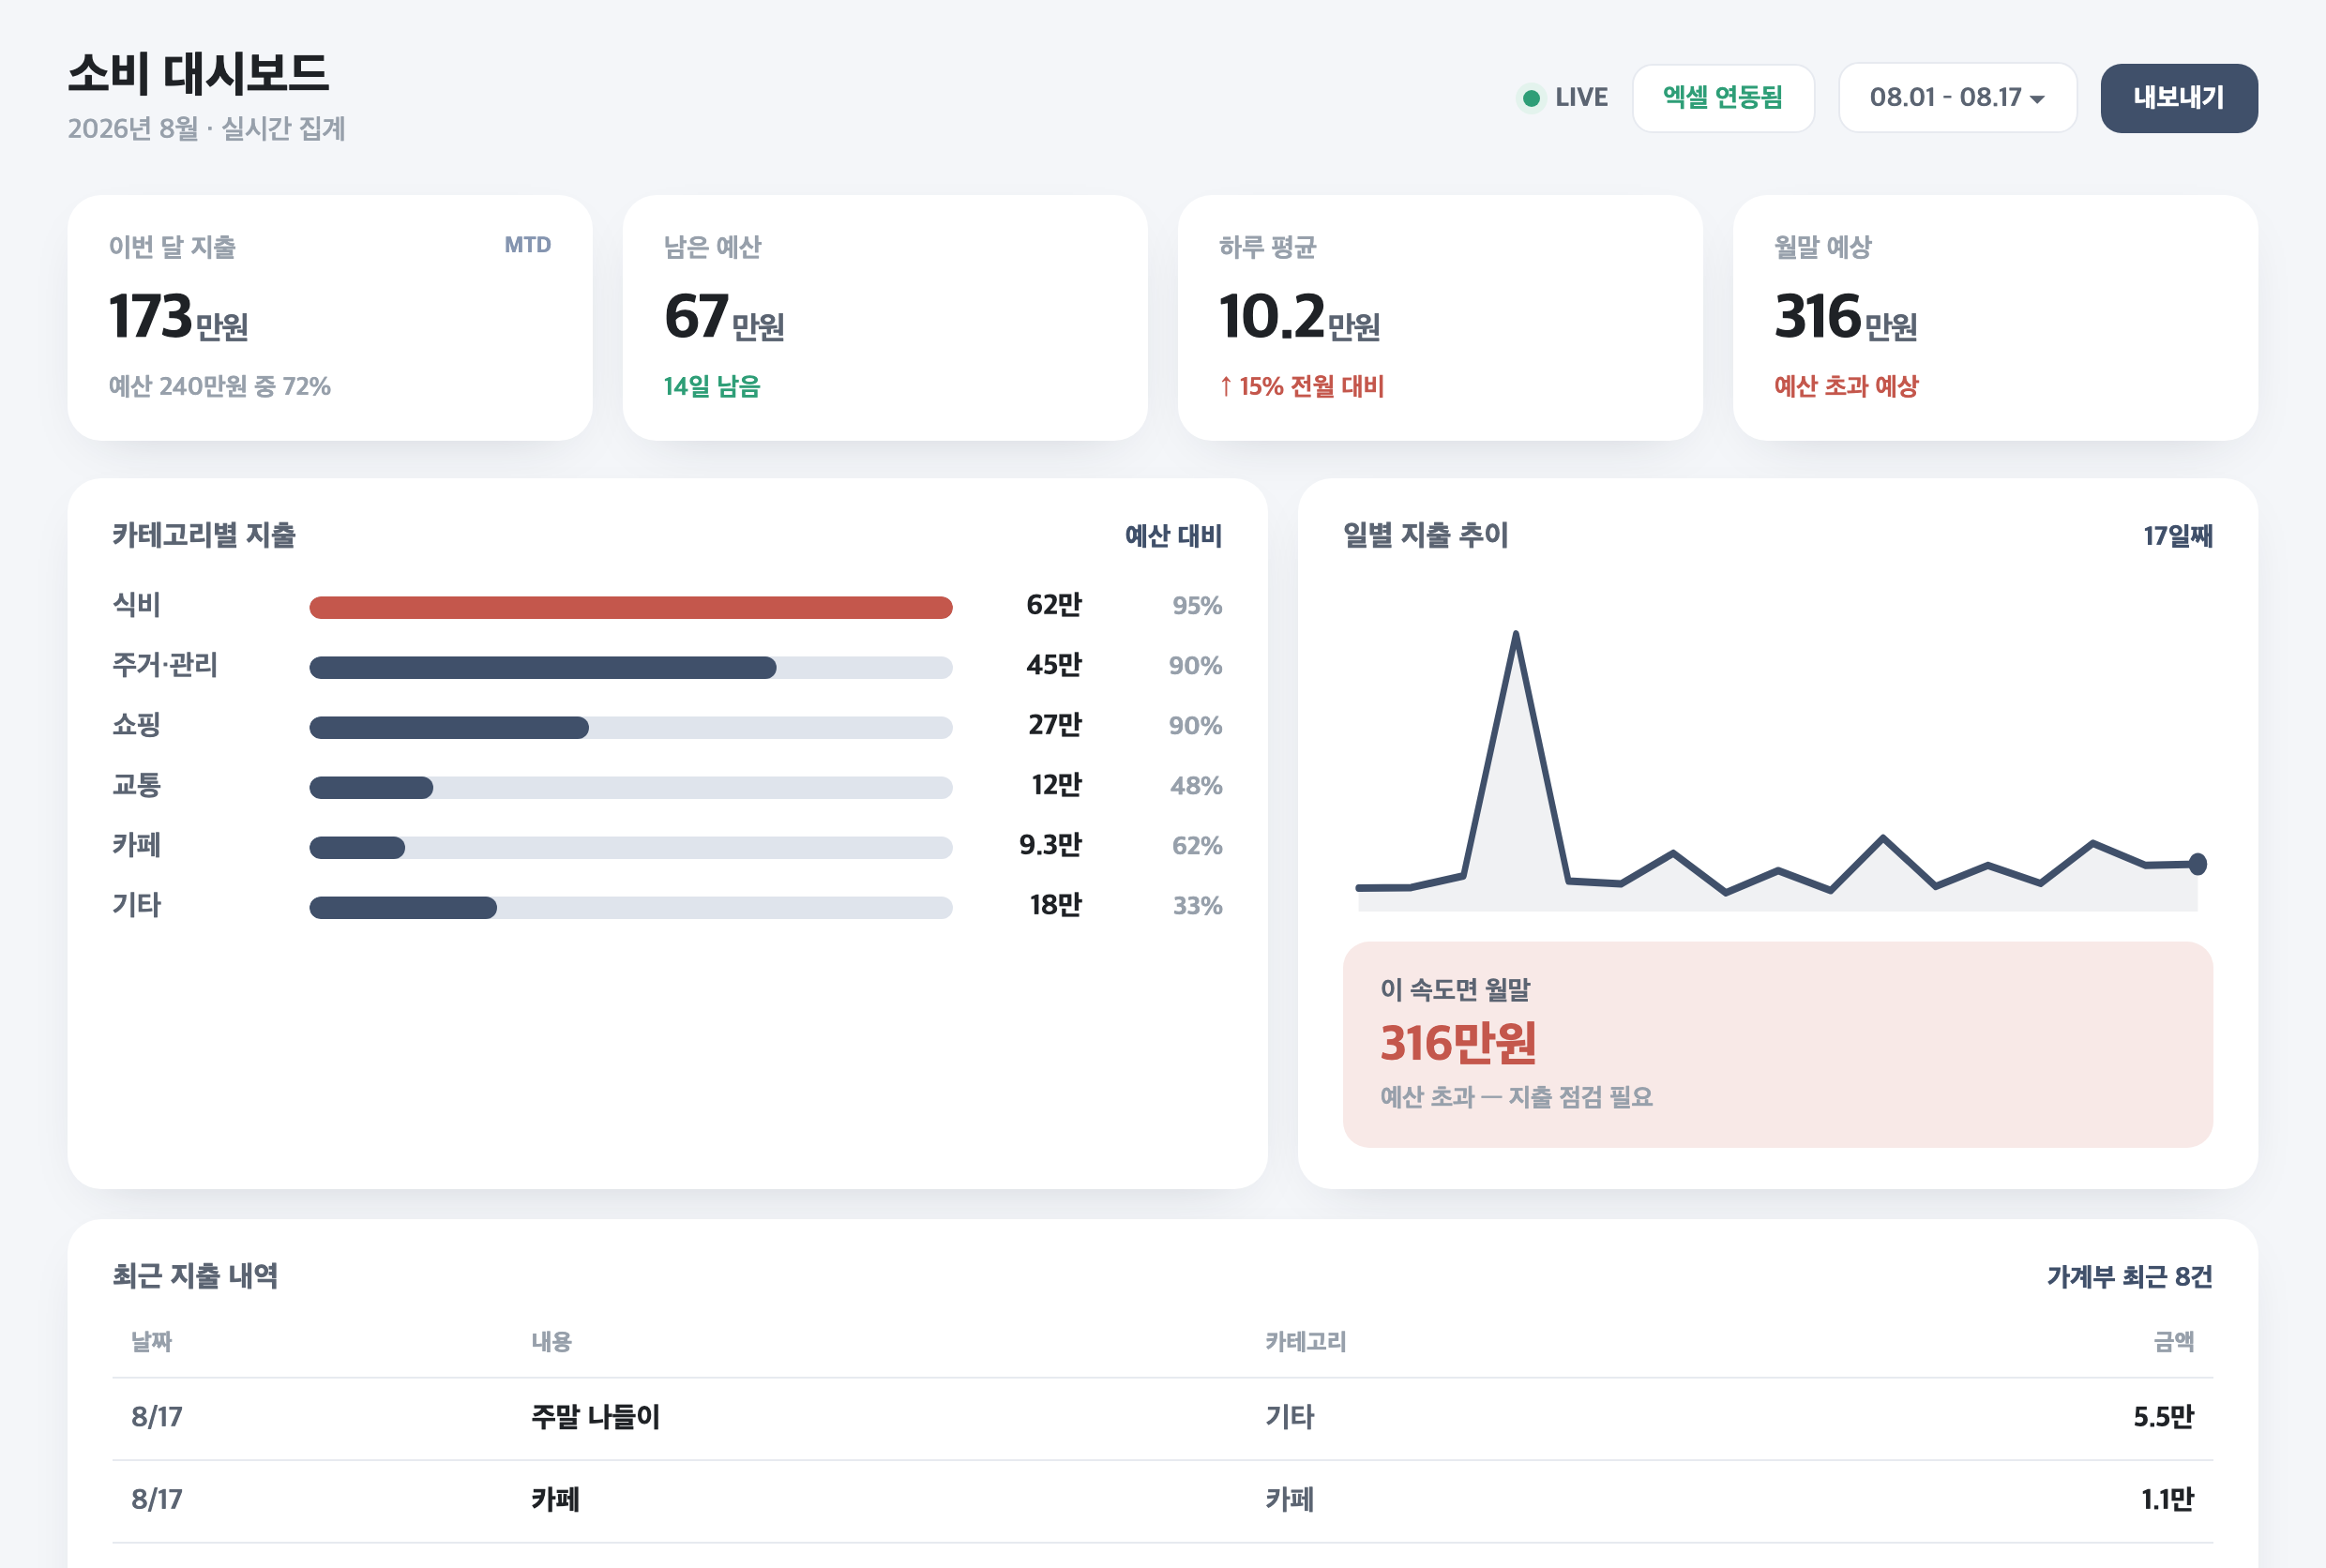 소비 대시보드
2026년 8월 · 실시간 집계
LIVE
엑셀 연동됨
08.01 - 08.17
내보내기
이번 달 지출
MTD
173만원
예산 240만원 중 72%
남은 예산
67만원
14일 남음
하루 평균
10.2만원
↑ 15% 전월 대비
월말 예상
316만원
예산 초과 예상
카테고리별 지출
예산 대비
식비 62만 95%
주거·관리 45만 90%
쇼핑 27만 90%
교통 12만 48%
카페 9.3만 62%
기타 18만 33%
일별 지출 추이
17일째
이 속도면 월말
316만원
예산 초과 — 지출 점검 필요
최근 지출 내역
가계부 최근 8건
날짜 내용 카테고리 금액
8/17 주말 나들이 기타 5.5만
8/17 카페 카페 1.1만